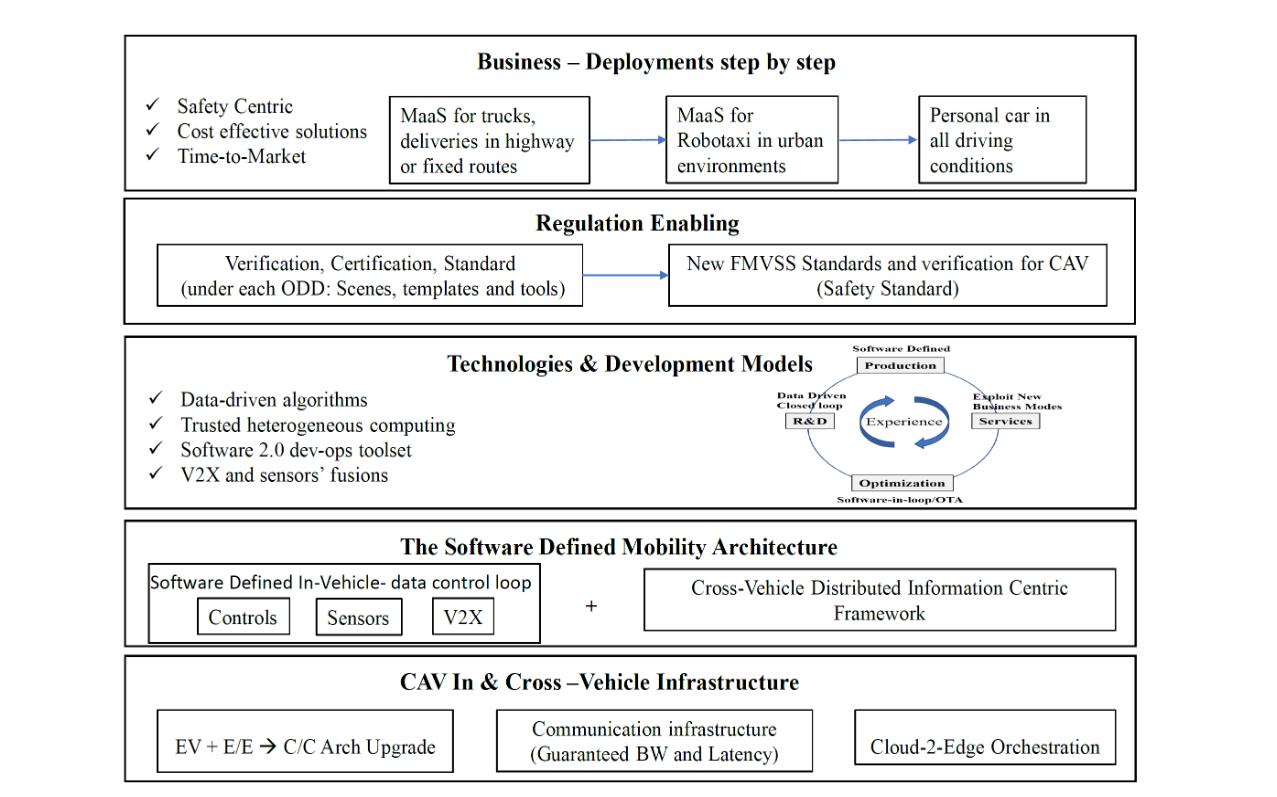 Business – Deployments step by step
✓ Safety Centric
✓ Cost effective solutions
✓ Time-to-Market
MaaS for trucks,
deliveries in highway
or fixed routes
MaaS for
Robotaxi in urban
environments
Personal car in
all driving
conditions
Regulation Enabling
Verification, Certification, Standard
(under each ODD: Scenes, templates and tools)
New FMVSS Standards and verification for CAV
(Safety Standard)
Technologies & Development Models
✓ Data-driven algorithms
✓ Trusted heterogeneous computing
✓ Software 2.0 dev-ops toolset
✓ V2X and sensors’ fusions
Software Defined
Production
Data Driven
Closed loop
R&D
Experience
Exploit New
Business Modes
Services
Optimization
Software-in-loop/OTA
The Software Defined Mobility Architecture
Software Defined In-Vehicle- data control loop
Controls
Sensors
V2X
+
Cross-Vehicle Distributed Information Centric
Framework
CAV In & Cross –Vehicle Infrastructure
EV + E/E → C/C Arch Upgrade
Communication infrastructure
(Guaranteed BW and Latency)
Cloud-2-Edge Orchestration